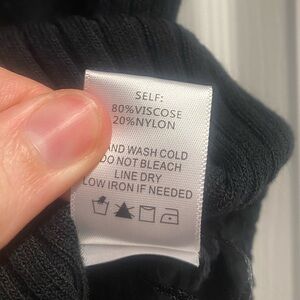 SELF:
80%VISCOSE
20%NYLON
AND WASH COLD
DO NOT BLEACH
LINE DRY
LOW IRON IF NEEDED